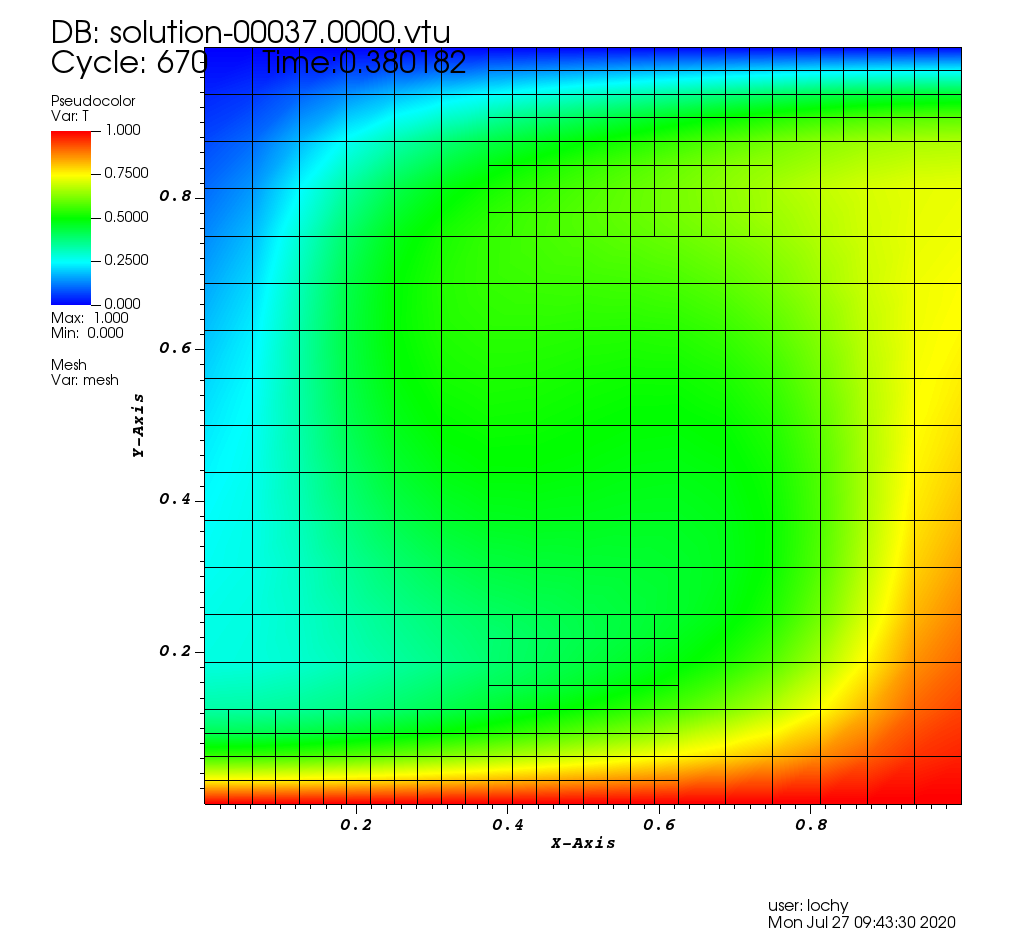 DB: solution-00037.0000.vtu
Cycle: 670 Time:0.380182
Pseudocolor
Var: T
1.000
0.7500
0.5000
0.2500
0.000
Max: 1.000
Min: 0.000
Mesh
Var: mesh
Y-Axis
0.8
0.6
0.4
0.2
0.2 0.4 0.6 0.8
X-Axis
user: lochy
Mon Jul 27 09:43:30 2020